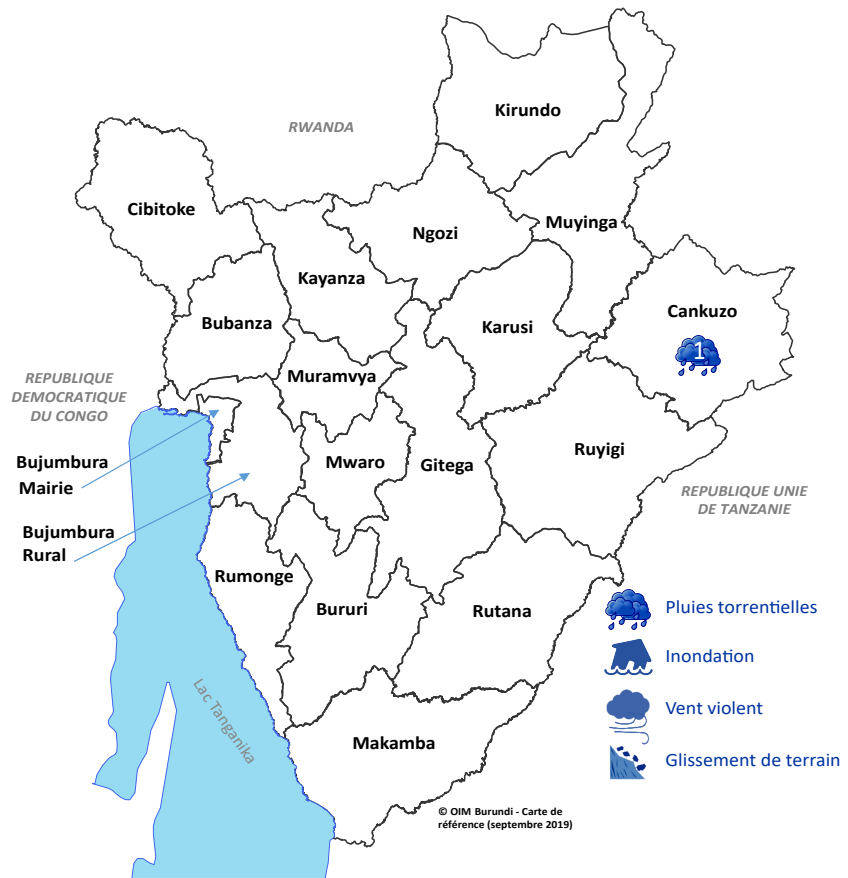 Kirundo
RWANDA
Cibitoke
Ngozi
Muyinga
Kayanza
Cankuzo
Bubanza
Karusi
1
REPUBLIQUE
DEMOCRATIQUE
DU CONGO
Muramvya
Ruyigi
Bujumbura
Mairie
Mwaro
Gitega
REPUBLIQUE UNIE
DE TANZANIE
Bujumbura
Rural
Rumonge
Bururi
Rutana
Pluies torrentielles
Inondation
Lac Tanganika
Vent violent
Makamba
Glissement de terrain
© OIM Burundi - Carte de
référence (septembre 2019)